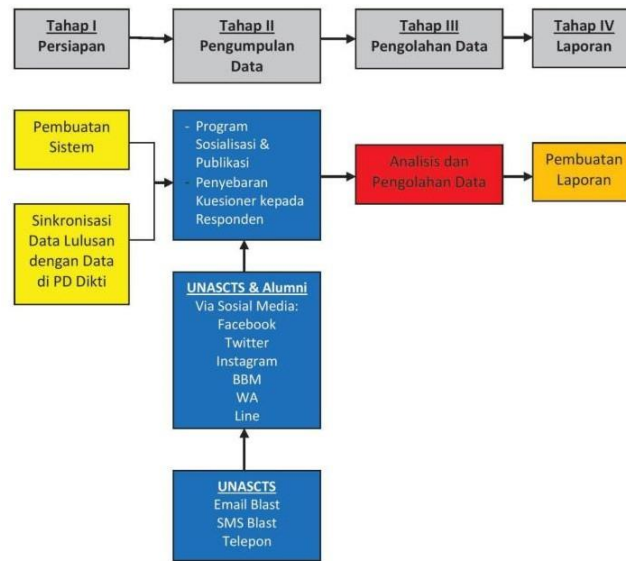 Tahap I
Persiapan
Tahap II
Pengumpulan
Data
Tahap III
Pengolahan Data
Tahap IV
Laporan
Pembuatan
Sistem
Sinkronisasi
Data Lulusan
dengan Data
di PD Dikti
- Program
Sosialisasi &
Publikasi
- Penyebaran
Kuesioner kepada
Responden
Analisis dan
Pengolahan Data
Pembuatan
Laporan
UNASCTS & Alumni
Via Sosial Media:
Facebook
Twitter
Instagram
BBM
WA
Line
UNASCTS
Email Blast
SMS Blast
Telepon